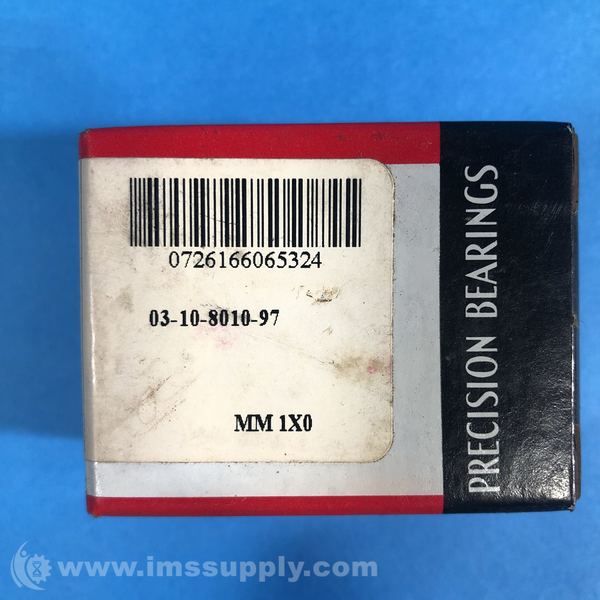 0726166065324
03-10-8010-97
MM 1X0
PRECISION BEARINGS
www.imssupply.com